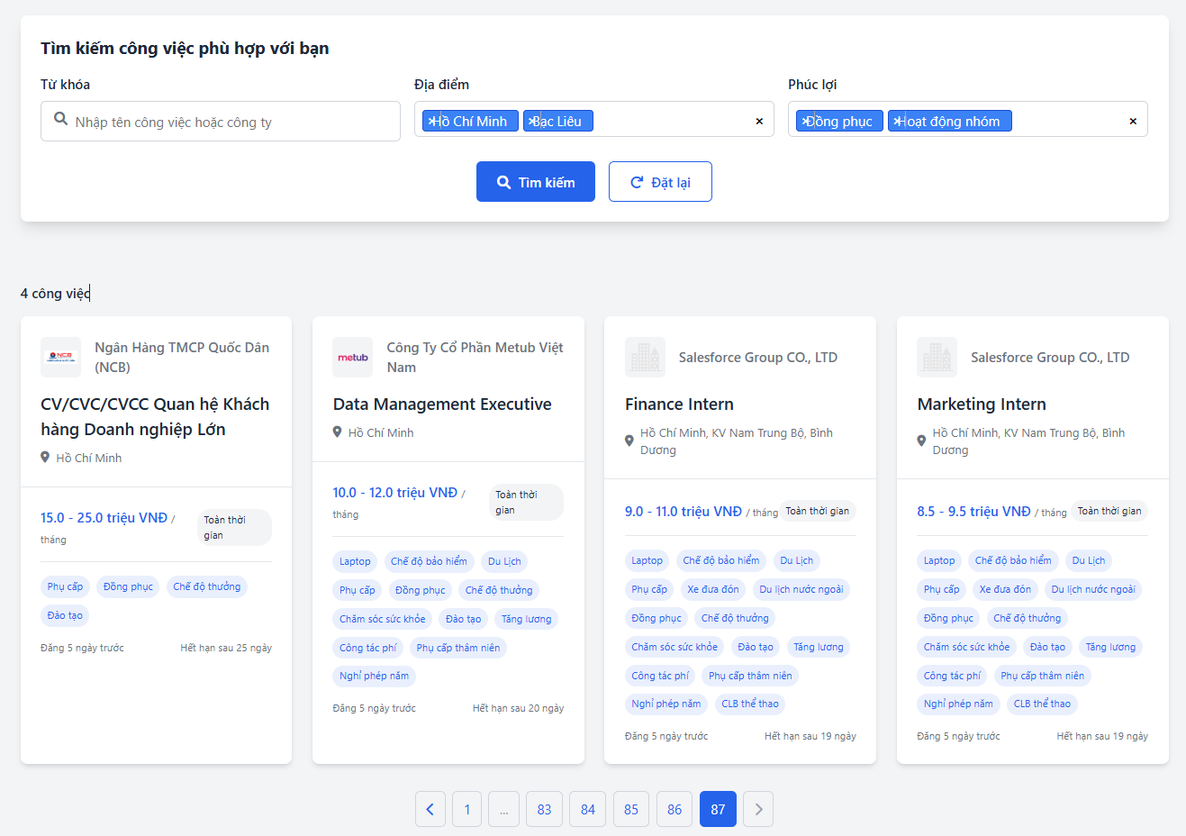 Tìm kiếm công việc phù hợp với bạn
Từ khóa
Địa điểm
Phúc lợi
Nhập tên công việc hoặc công ty
×Hồ Chí Minh ×Bạc Liêu ×
×Đồng phục ×Hoạt động nhóm ×
Tìm kiếm
Đặt lại
4 công việc
NCB
Ngân Hàng TMCP Quốc Dân
(NCB)
CV/CVC/CVCC Quan hệ Khách
hàng Doanh nghiệp Lớn
Hồ Chí Minh
15.0 - 25.0 triệu VNĐ /
tháng
Toàn thời
gian
Phụ cấp Đồng phục Chế độ thưởng
Đào tạo
Đăng 5 ngày trước Hết hạn sau 25 ngày
metub
Công Ty Cổ Phần Metub Việt
Nam
Data Management Executive
Hồ Chí Minh
10.0 - 12.0 triệu VNĐ /
tháng
Toàn thời
gian
Laptop Chế độ bảo hiểm Du Lịch
Phụ cấp Đồng phục Chế độ thưởng
Chăm sóc sức khỏe Đào tạo Tăng lương
Công tác phí Phụ cấp thâm niên
Nghỉ phép năm
Đăng 5 ngày trước Hết hạn sau 20 ngày
Salesforce Group CO., LTD
Finance Intern
Hồ Chí Minh, KV Nam Trung Bộ, Bình
Dương
9.0 - 11.0 triệu VNĐ / tháng Toàn thời gian
Laptop Chế độ bảo hiểm Du Lịch
Phụ cấp Xe đưa đón Du lịch nước ngoài
Đồng phục Chế độ thưởng
Chăm sóc sức khỏe Đào tạo Tăng lương
Công tác phí Phụ cấp thâm niên
Nghỉ phép năm CLB thể thao
Đăng 5 ngày trước Hết hạn sau 19 ngày
Salesforce Group CO., LTD
Marketing Intern
Hồ Chí Minh, KV Nam Trung Bộ, Bình
Dương
8.5 - 9.5 triệu VNĐ / tháng Toàn thời gian
Laptop Chế độ bảo hiểm Du Lịch
Phụ cấp Xe đưa đón Du lịch nước ngoài
Đồng phục Chế độ thưởng
Chăm sóc sức khỏe Đào tạo Tăng lương
Công tác phí Phụ cấp thâm niên
Nghỉ phép năm CLB thể thao
Đăng 5 ngày trước Hết hạn sau 19 ngày
1 ... 83 84 85 86 87